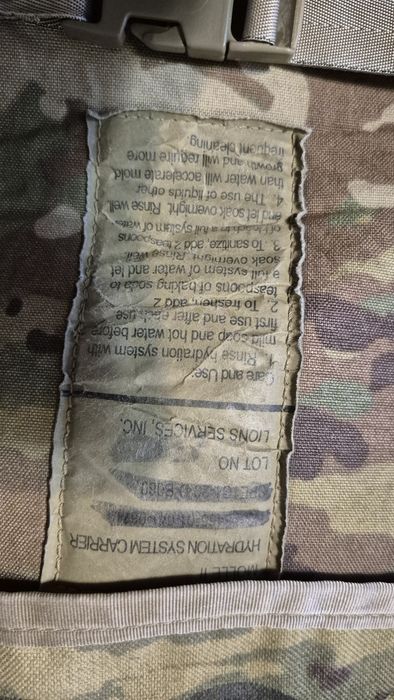 MOLLE II
HYDRATION SYSTEM CARRIER
LOT NO
LIONS SERVICES, INC.
Care and Use:
1. Rinse hydration system with
mild soap and hot water before
first use and after each use.
2. To freshen, add 2
teaspoons of baking soda to
a full system of water and let
soak overnight. Rinse well.
3. To sanitize, add 2 teaspoons
of bleach to a full system of water
and let soak overnight. Rinse well.
4. The use of liquids other
than water will accelerate mold
growth and will require more
frequent cleaning.